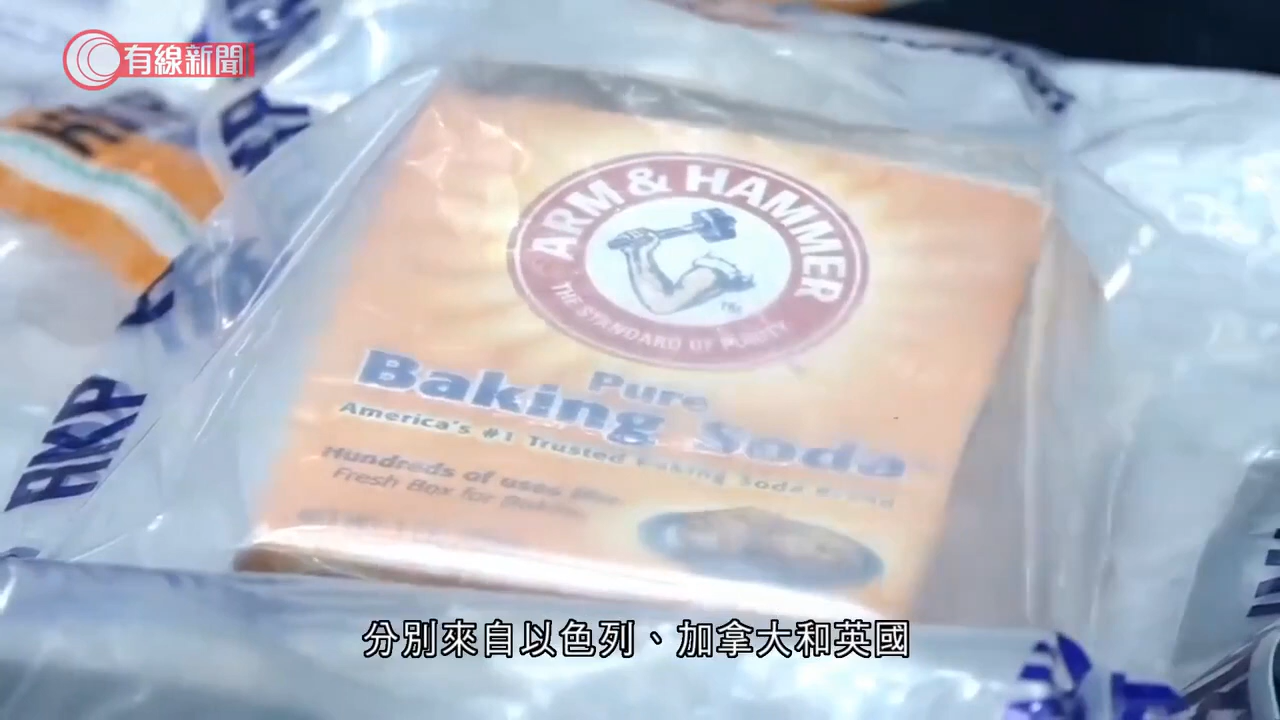 有線新聞
HKP
ARM & HAMMER
THE STANDARD OF PURITY
Pure
Baking Soda
America's #1 Trusted Baking Soda Brand
Hundreds of uses
Fresh Box for
分別來自以色列、加拿大和英國